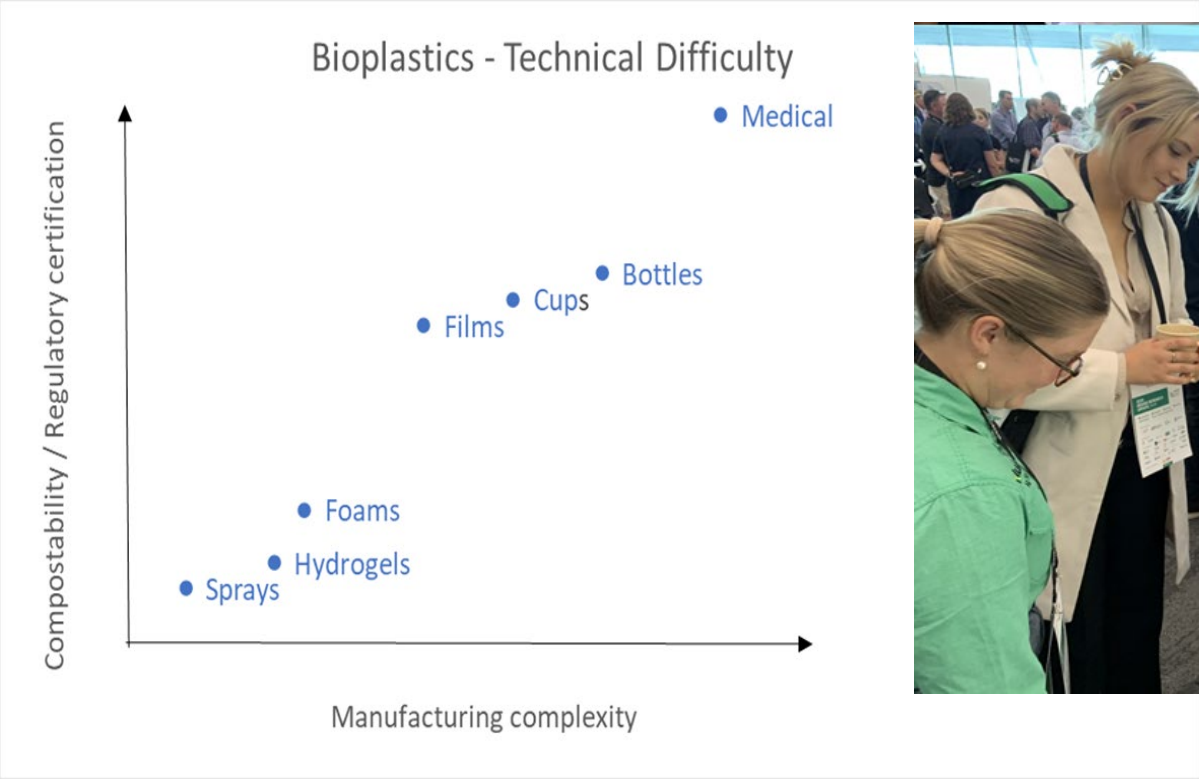 Bioplastics - Technical Difficulty
Compostability / Regulatory certification
Medical
Bottles
Cups
Films
Foams
Hydrogels
Sprays
Manufacturing complexity